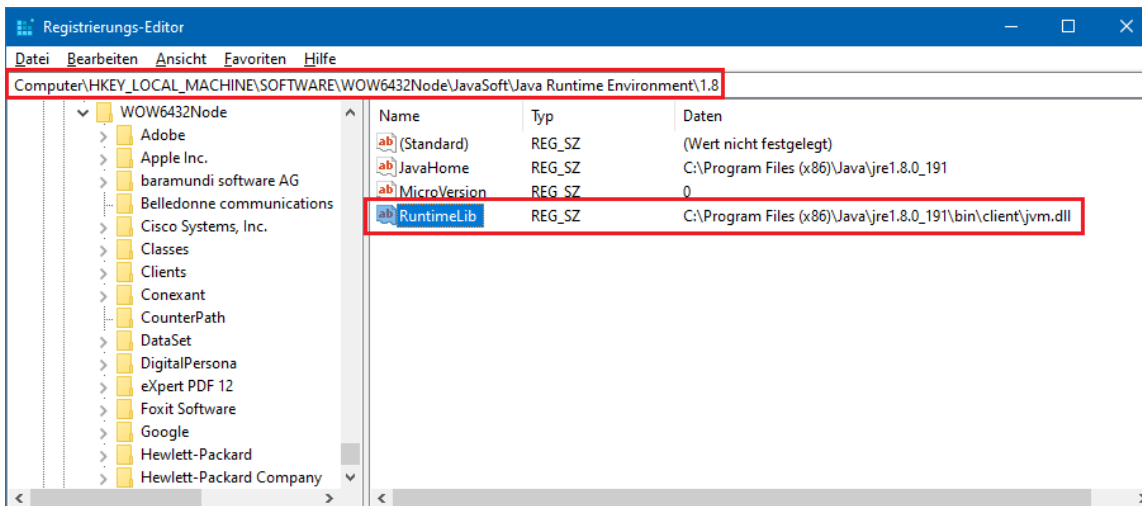 Registrierungs-Editor
Datei Bearbeiten Ansicht Favoriten Hilfe
Computer\HKEY_LOCAL_MACHINE\SOFTWARE\WOW6432Node\JavaSoft\Java Runtime Environment\1.8
WOW6432Node
Adobe
Apple Inc.
baramundi software AG
Belledonne communications
Cisco Systems, Inc.
Classes
Clients
Conexant
CounterPath
DataSet
DigitalPersona
eXpert PDF 12
Foxit Software
Google
Hewlett-Packard
Hewlett-Packard Company
Name Typ Daten
ab (Standard) REG_SZ (Wert nicht festgelegt)
ab JavaHome REG_SZ C:\Program Files (x86)\Java\jre1.8.0_191
ab MicroVersion REG_SZ 0
ab RuntimeLib REG_SZ C:\Program Files (x86)\Java\jre1.8.0_191\bin\client\jvm.dll